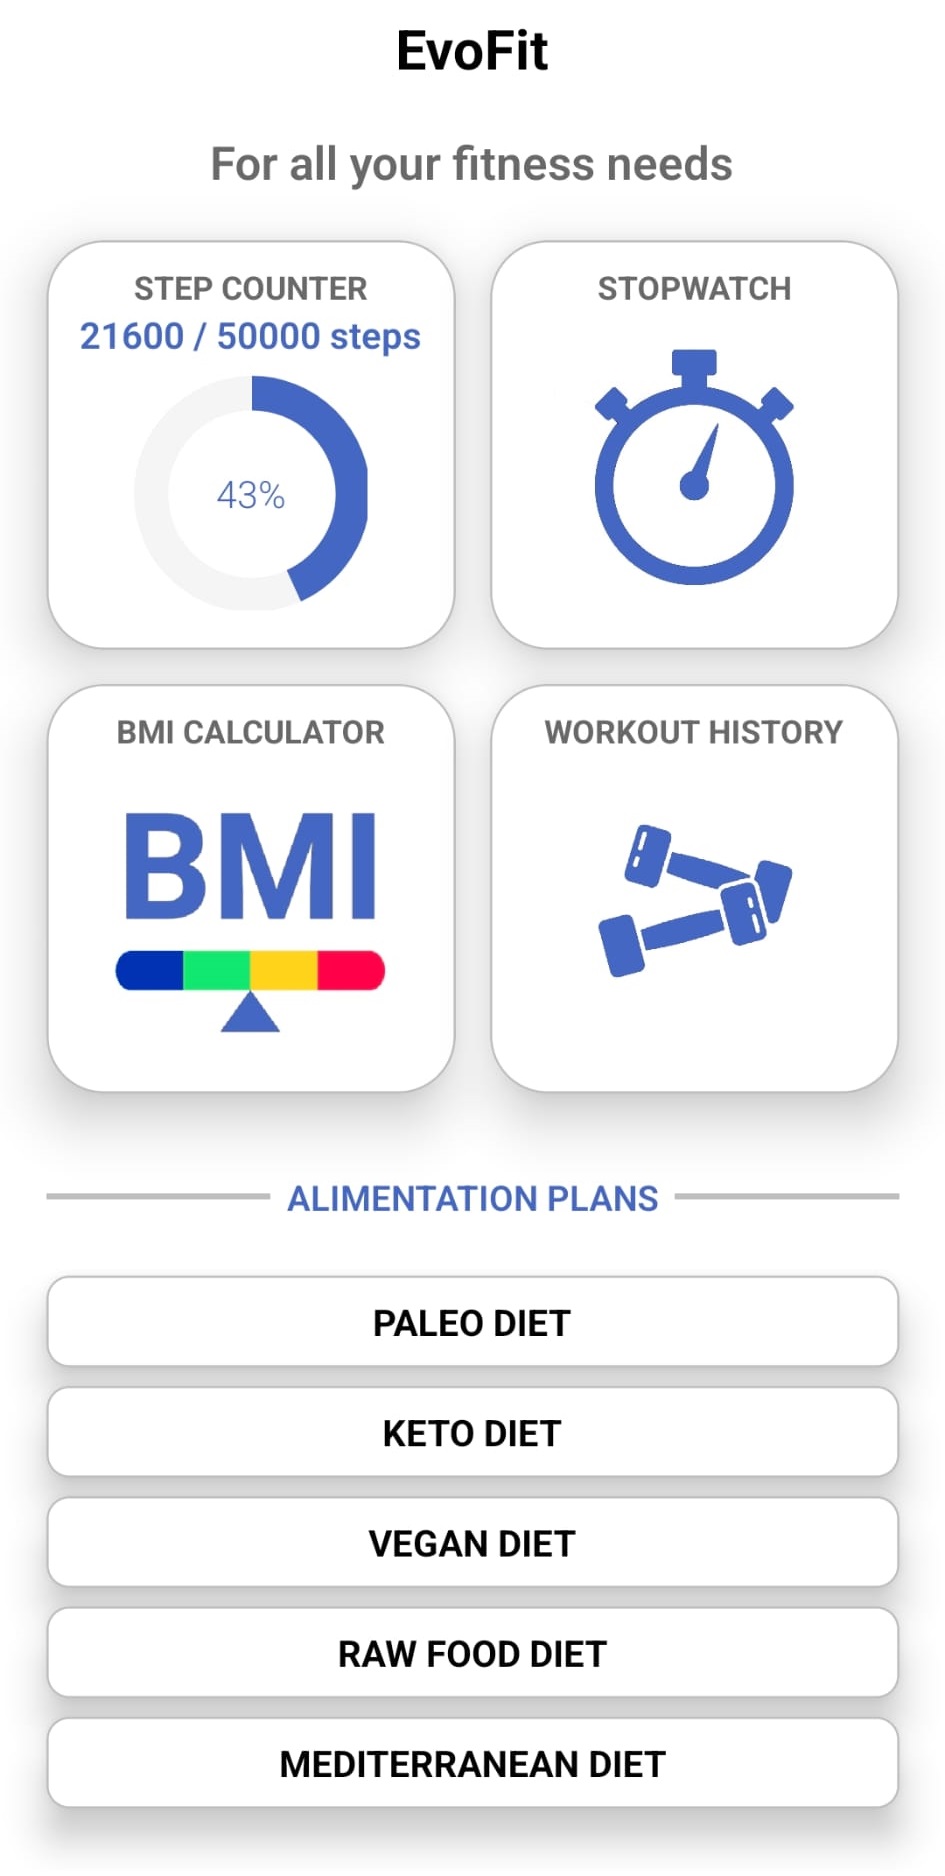 EvoFit
For all your fitness needs
STEP COUNTER
21600 / 50000 steps
43%
STOPWATCH
BMI CALCULATOR
BMI
WORKOUT HISTORY
ALIMENTATION PLANS
PALEO DIET
KETO DIET
VEGAN DIET
RAW FOOD DIET
MEDITERRANEAN DIET